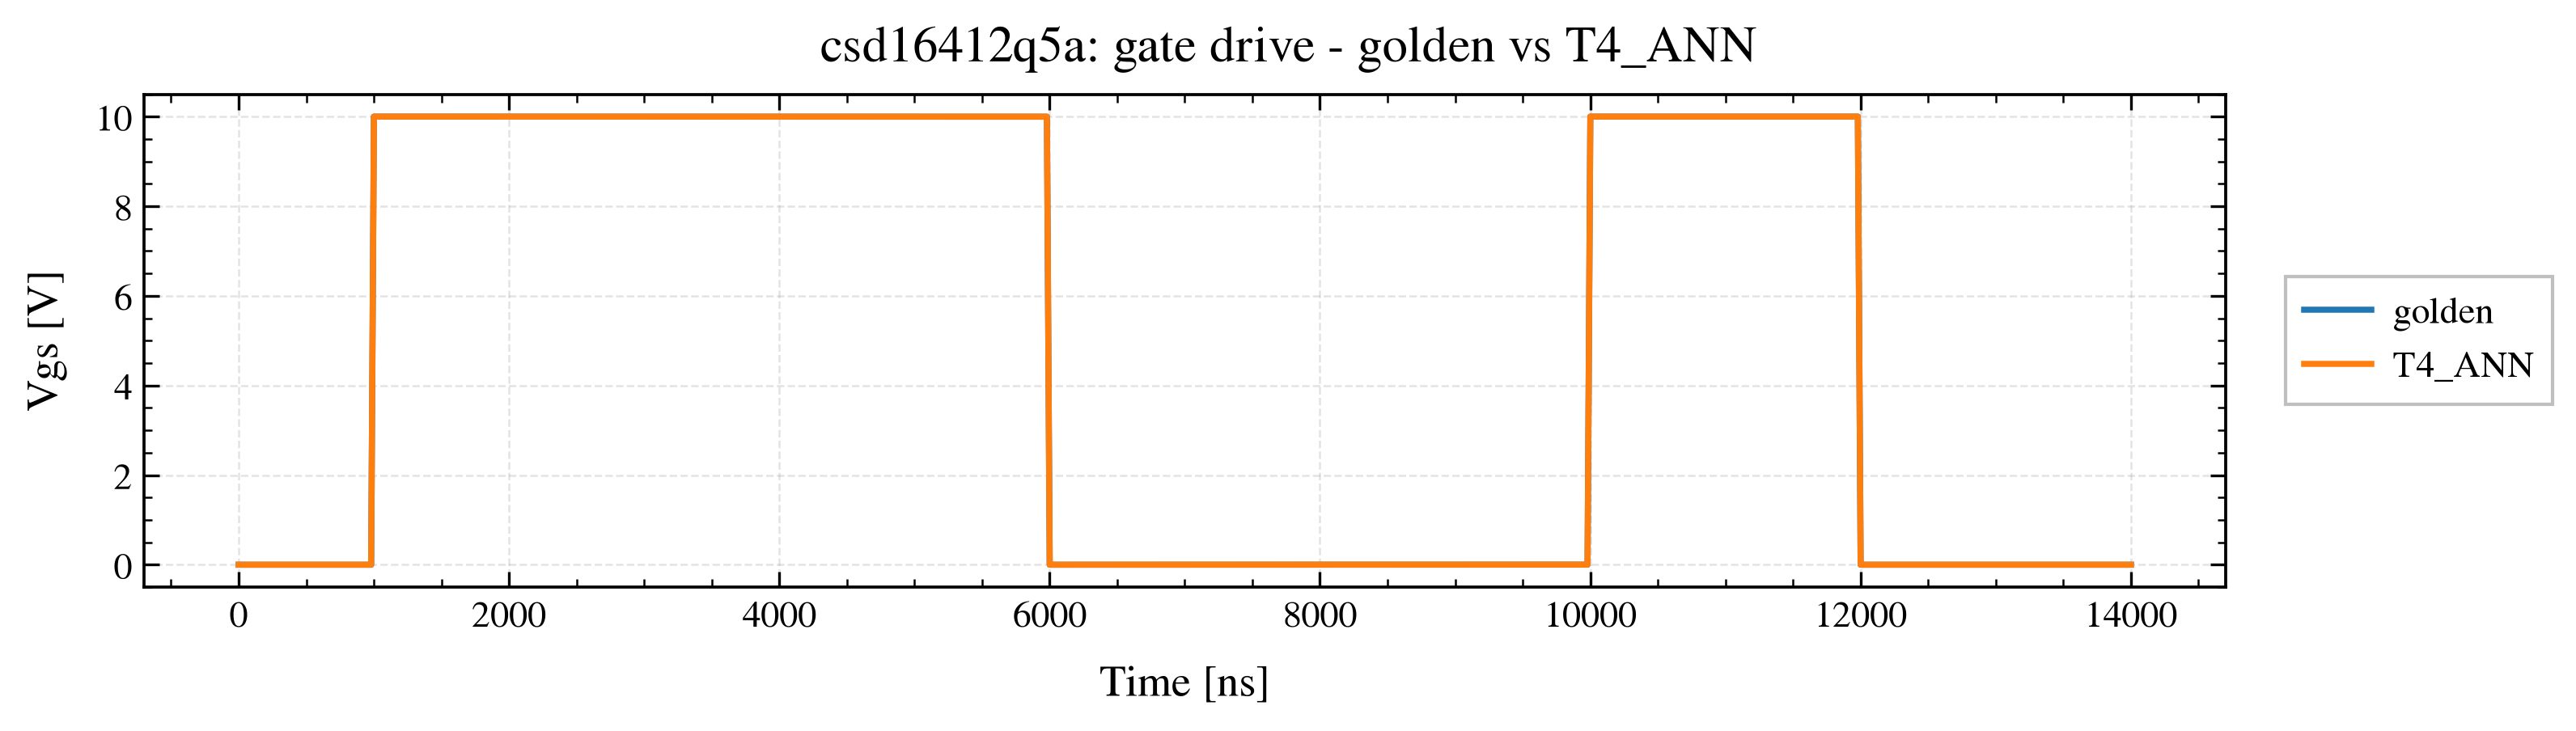 csd16412q5a: gate drive - golden vs T4_ANN
Vgs [V]
10
8
6
4
2
0
0 2000 4000 6000 8000 10000 12000 14000
Time [ns]
golden
T4_ANN